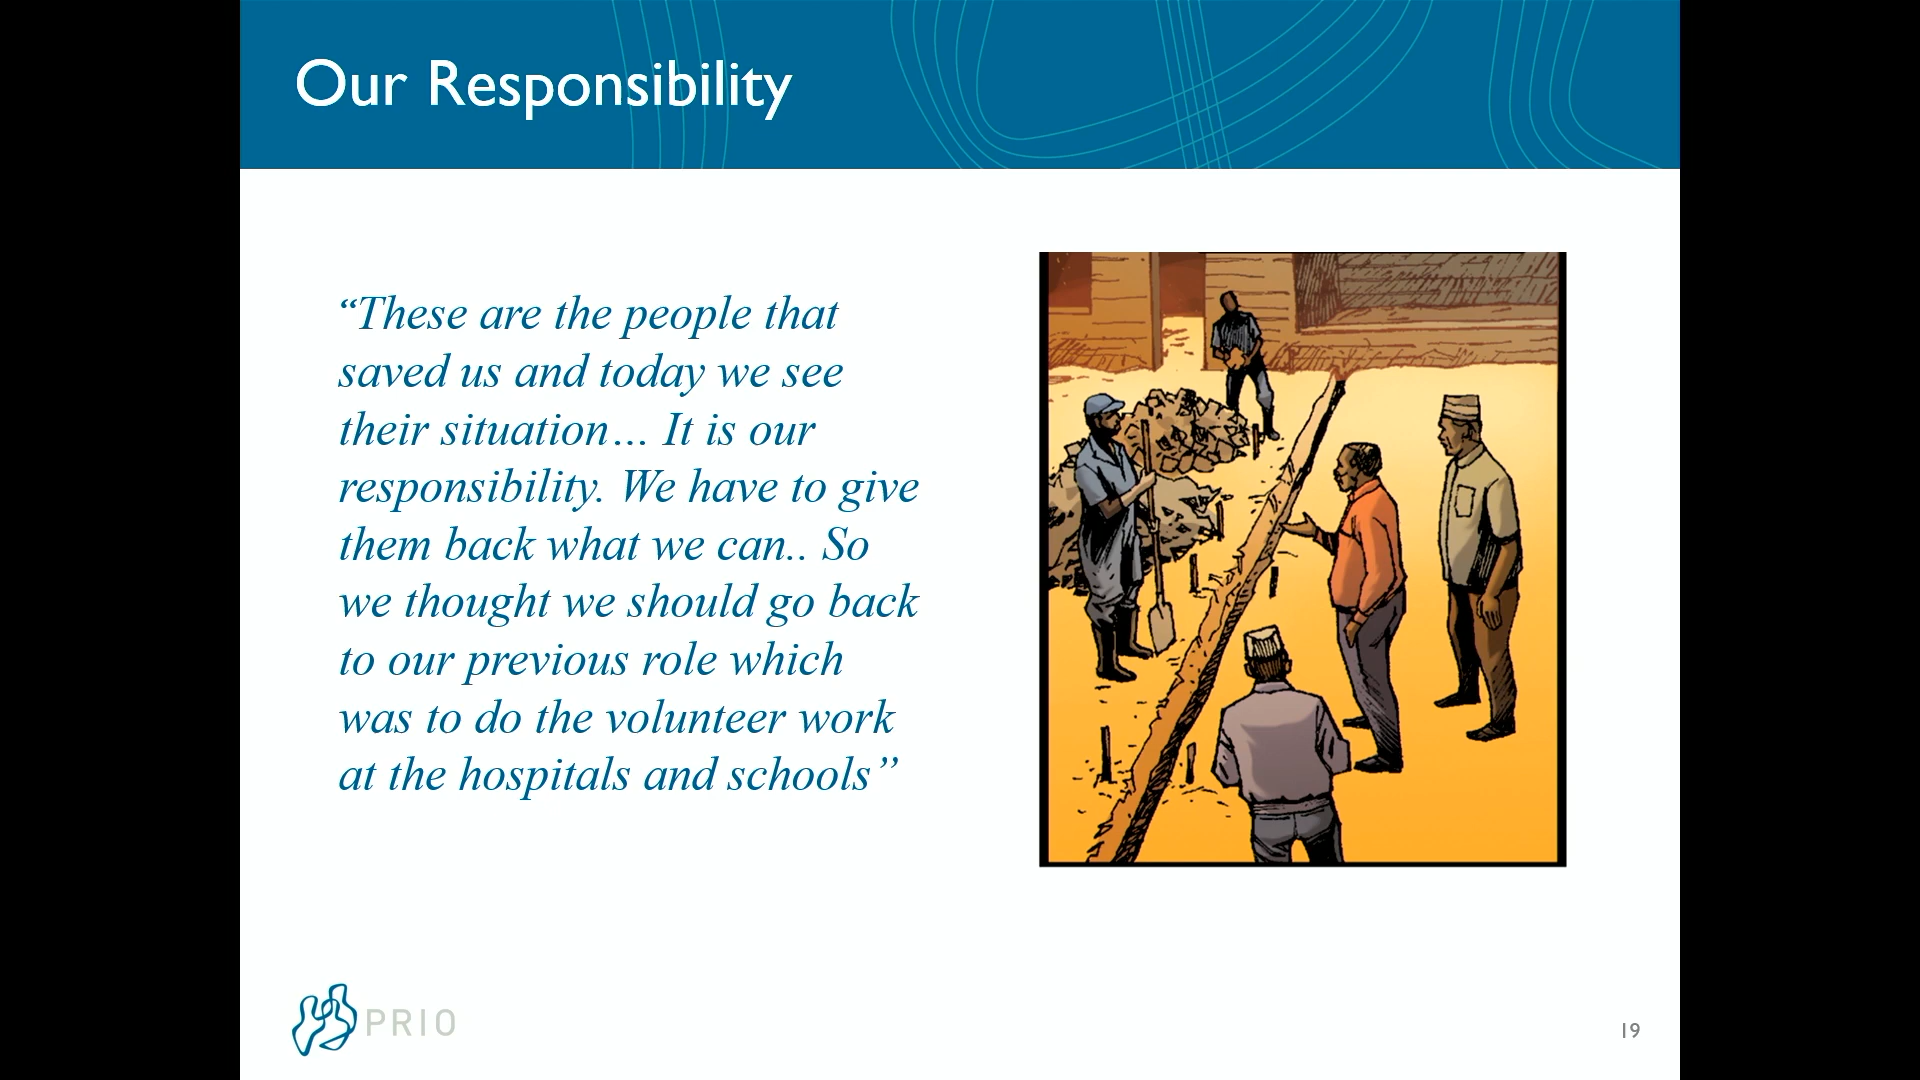 Our Responsibility
“These are the people that
saved us and today we see
their situation… It is our
responsibility. We have to give
them back what we can.. So
we thought we should go back
to our previous role which
was to do the volunteer work
at the hospitals and schools”
PRIO
19